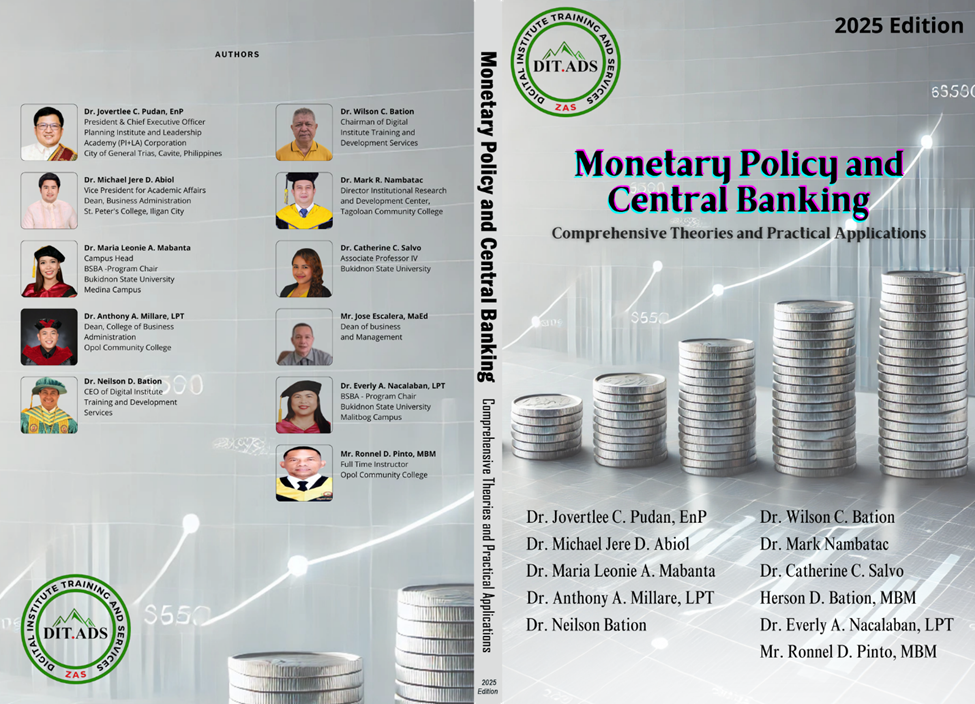 AUTHORS
Dr. Jovertlee C. Pudan, EnP
President & Chief Executive Officer
Planning Institute and Leadership
Academy (PI+LA) Corporation
City of General Trias, Cavite, Philippines
Dr. Michael Jere D. Abiol
Vice President for Academic Affairs
Dean, Business Administration
St. Peter's College, Iligan City
Dr. Maria Leonie A. Mabanta
Campus Head
BSBA -Program Chair
Bukidnon State University
Medina Campus
Dr. Anthony A. Millare, LPT
Dean, College of Business
Administration
Opol Community College
Dr. Neilson D. Bation
CEO of Digital Institute
Training and Development
Services
Dr. Wilson C. Bation
Chairman of Digital
Institute Training and
Development Services
Dr. Mark R. Nambatac
Director Institutional Research
and Development Center,
Tagoloan Community College
Dr. Catherine C. Salvo
Associate Professor IV
Bukidnon State University
Mr. Jose Escalera, MaEd
Dean of business
and Management
Dr. Everly A. Nacalaban, LPT
BSBA - Program Chair
Bukidnon State University
Malitbog Campus
Mr. Ronnel D. Pinto, MBM
Full Time Instructor
Opol Community College
$550
DIGITAL INSTITUTE TRAINING AND SERVICES
DIT.ADS
ZAS
Monetary Policy and Central Banking
Comprehensive Theories and Practical Applications
2025
Edition
DIGITAL INSTITUTE TRAINING AND SERVICES
DIT.ADS
ZAS
2025 Edition
Monetary Policy and
Central Banking
Comprehensive Theories and Practical Applications
$550
Dr. Jovertlee C. Pudan, EnP
Dr. Michael Jere D. Abiol
Dr. Maria Leonie A. Mabanta
Dr. Anthony A. Millare, LPT
Dr. Neilson Bation
Dr. Wilson C. Bation
Dr. Mark Nambatac
Dr. Catherine C. Salvo
Herson D. Bation, MBM
Dr. Everly A. Nacalaban, LPT
Mr. Ronnel D. Pinto, MBM